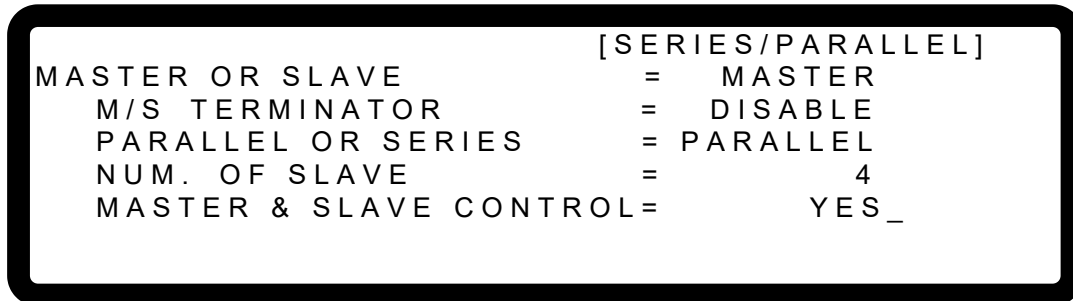 [SERIES/PARALLEL]
MASTER OR SLAVE = MASTER
M/S TERMINATOR = DISABLE
PARALLEL OR SERIES = PARALLEL
NUM. OF SLAVE = 4
MASTER & SLAVE CONTROL= YES_